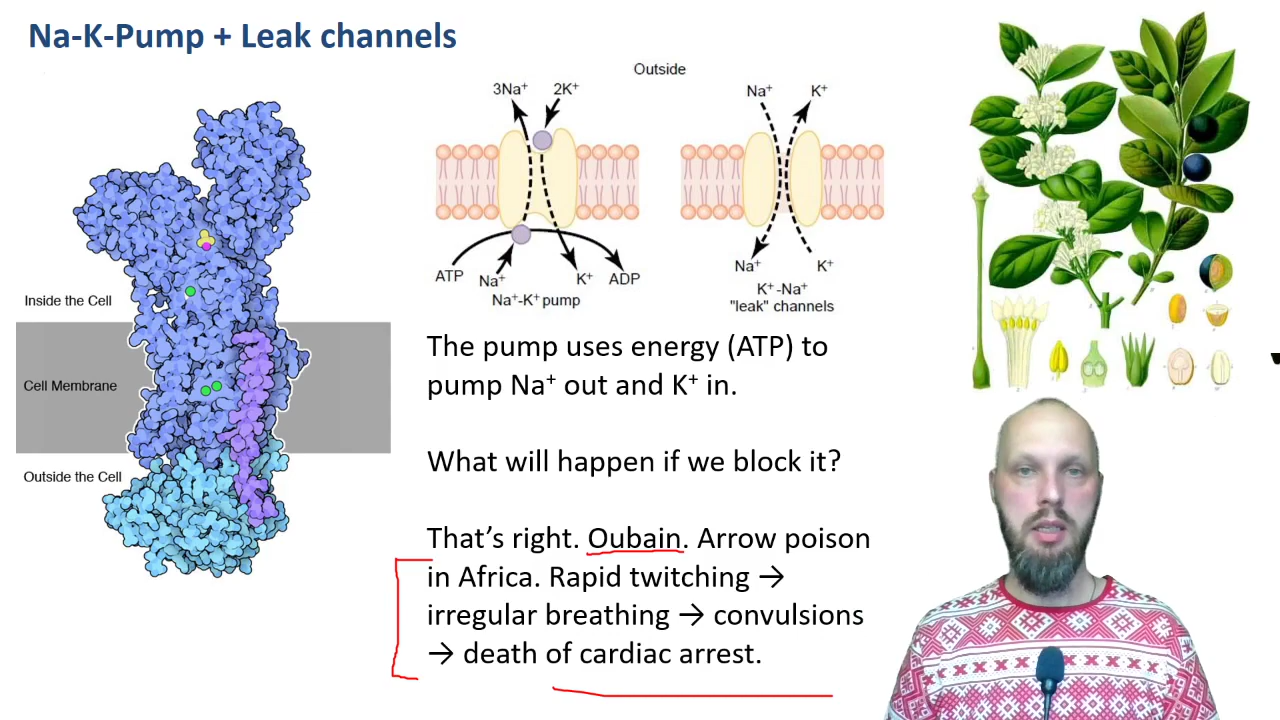 Na-K-Pump + Leak channels
Inside the Cell
Cell Membrane
Outside the Cell
Outside
3Na⁺
2K⁺
ATP
Na⁺
K⁺
ADP
Na⁺-K⁺ pump
Na⁺
K⁺
Na⁺
K⁺
K⁺-Na⁺
"leak" channels
The pump uses energy (ATP) to
pump Na⁺ out and K⁺ in.
What will happen if we block it?
That's right. Oubain. Arrow poison
in Africa. Rapid twitching →
irregular breathing → convulsions
→ death of cardiac arrest.